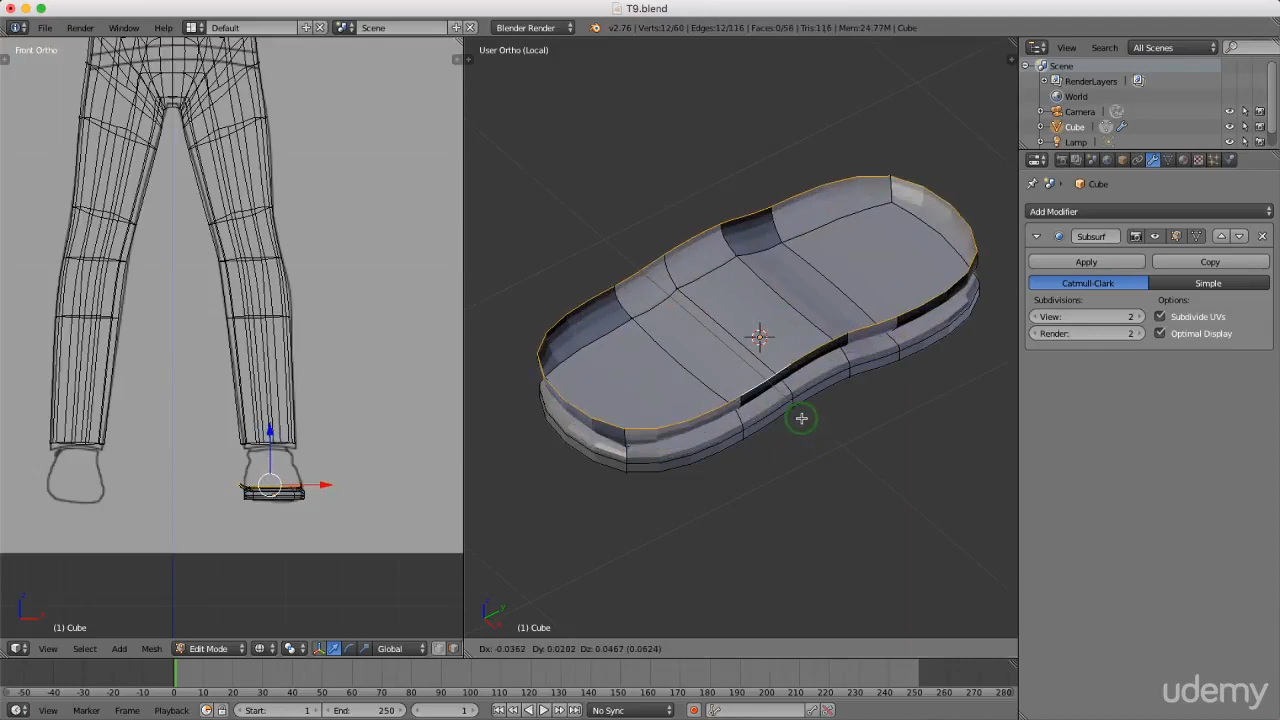 T9.blend
File Render Window Help Default Scene Blender Render v2.76 | Verts:12/60 | Edges:12/116 | Faces:0/58 | Tris:116 | Mem:24.77M | Cube
Front Ortho
User Ortho (Local)
View Search All Scenes
Scene
RenderLayers
World
Camera
Cube
Lamp
Cube
Add Modifier
Subsurf
Apply Copy
Catmull-Clark Simple
Subdivisions: Options:
View: 2 Subdivide UVs
Render: 2 Optimal Display
z x
z y
(1) Cube
(1) Cube
View Select Add Mesh Edit Mode Global
Dx: -0.0362 Dy: 0.0202 Dz: 0.0467 (0.0624)
-50 -40 -30 -20 -10 0 10 20 30 40 50 60 70 80 90 100 110 120 130 140 150 160 170 180 190 200 210 220 230 240 250 260 270 280
View Marker Frame Playback Start: 1 End: 250 1 No Sync
udemy